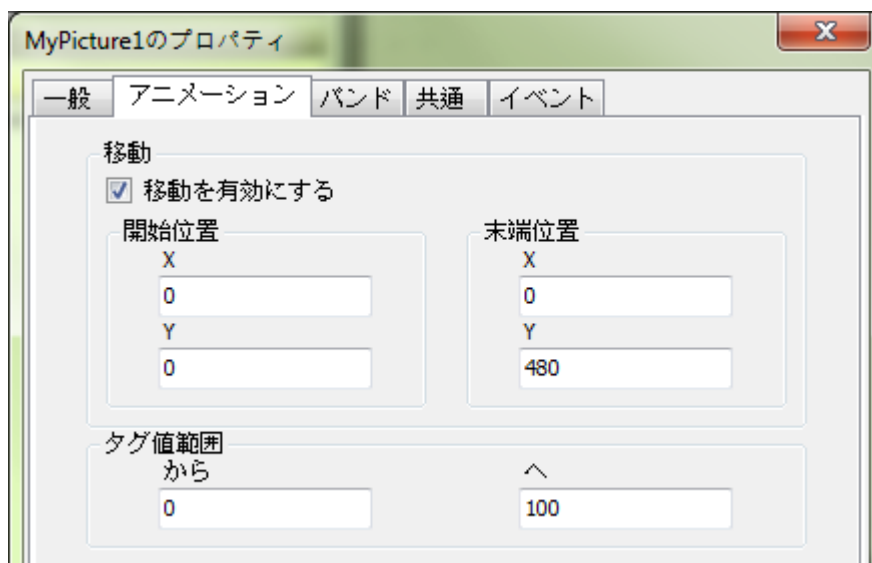 MyPicture1のプロパティ
一般 アニメーション バンド 共通 イベント
移動
移動を有効にする
開始位置 末端位置
X X
0 0
Y Y
0 480
タグ値範囲
から へ
0 100